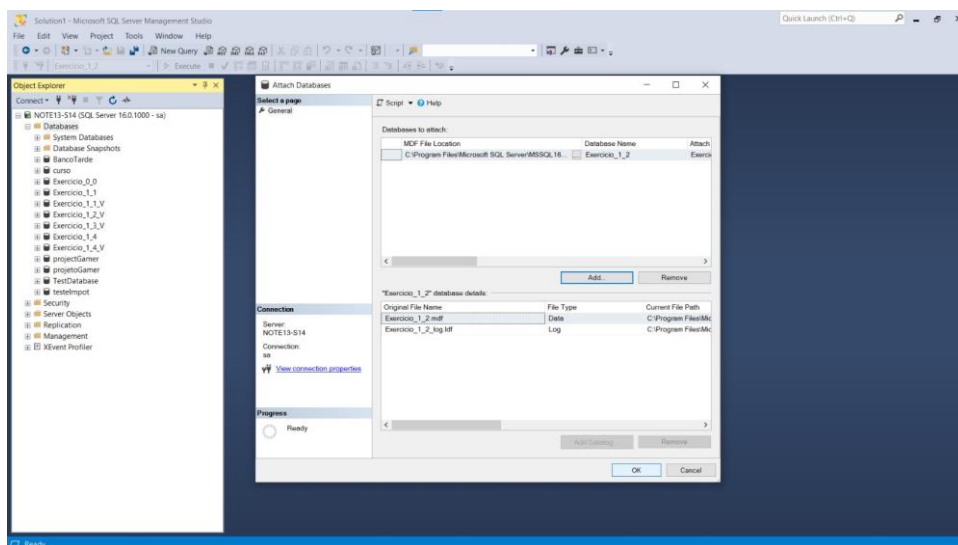 Solution1 - Microsoft SQL Server Management Studio
Quick Launch (Ctrl+Q)
File Edit View Project Tools Window Help
New Query
Exercicio_1_2
Execute
Object Explorer
Connect
NOTE13-S14 (SQL Server 16.0.1000 - sa)
Databases
System Databases
Database Snapshots
BancoTarde
curso
Exercicio_0_0
Exercicio_1_1
Exercicio_1_1_V
Exercicio_1_2_V
Exercicio_1_3_V
Exercicio_1_4
Exercicio_1_4_V
projectGamer
projetoGamer
TestDatabase
testeImpot
Security
Server Objects
Replication
Management
XEvent Profiler
Attach Databases
Select a page
General
Script Help
Databases to attach:
MDF File Location Database Name Attach
C:\Program Files\Microsoft SQL Server\MSSQL16... Exercicio_1_2 Exerci
Add... Remove
"Exercicio_1_2" database details:
Original File Name File Type Current File Path
Exercicio_1_2.mdf Data C:\Program Files\Mic
Exercicio_1_2_log.ldf Log C:\Program Files\Mic
Connection
Server:
NOTE13-S14
Connection:
sa
View connection properties
Progress
Ready
Add Catalog... Remove
OK Cancel
Ready